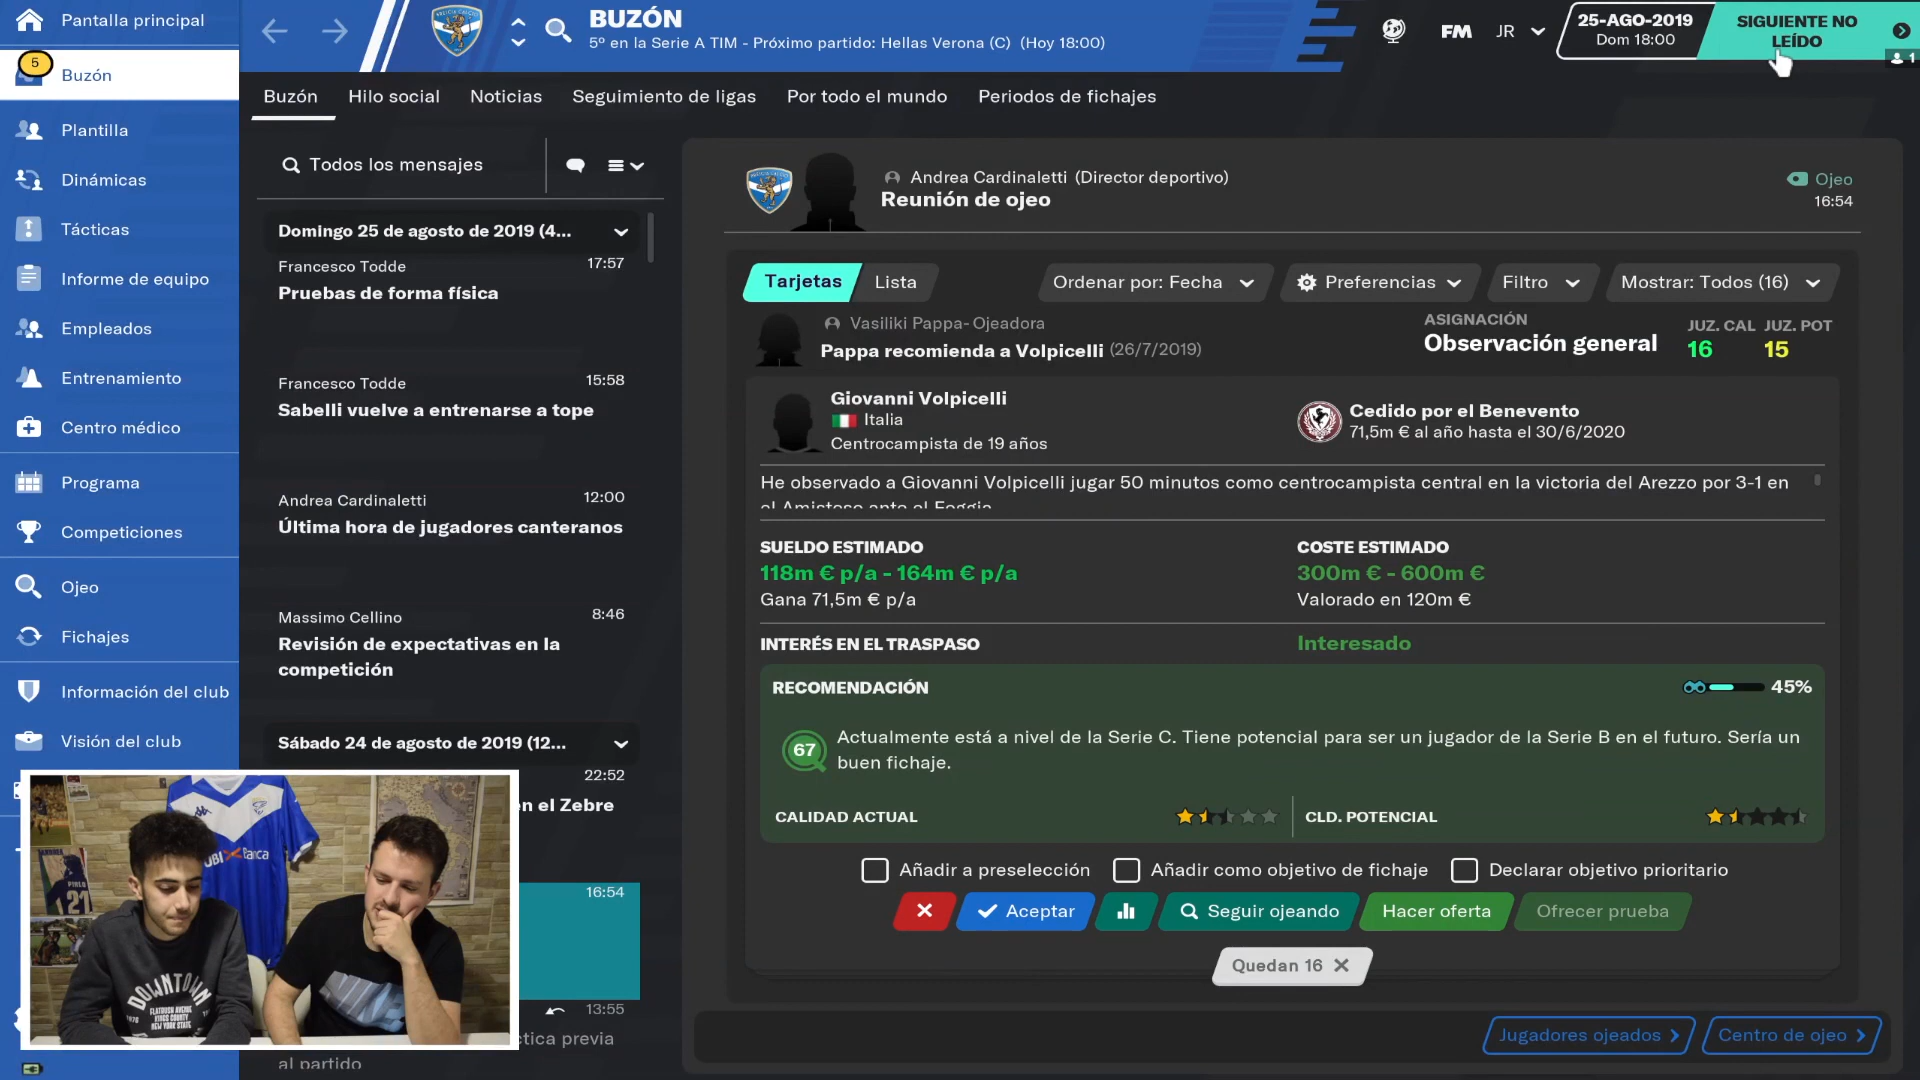 Pantalla principal
5
Buzón
Plantilla
Dinámicas
Tácticas
Informe de equipo
Empleados
Entrenamiento
Centro médico
Programa
Competiciones
Ojeo
Fichajes
Información del club
Visión del club
BUZÓN
5º en la Serie A TIM - Próximo partido: Hellas Verona (C) (Hoy 18:00)
FM
JR
25-AGO-2019
Dom 18:00
SIGUIENTE NO
LEÍDO
1
Buzón
Hilo social
Noticias
Seguimiento de ligas
Por todo el mundo
Periodos de fichajes
Todos los mensajes
Domingo 25 de agosto de 2019 (4...
Francesco Todde 17:57
Pruebas de forma física
Francesco Todde 15:58
Sabelli vuelve a entrenarse a tope
Andrea Cardinaletti 12:00
Última hora de jugadores canteranos
Massimo Cellino 8:46
Revisión de expectativas en la
competición
Sábado 24 de agosto de 2019 (12...
22:52
en el Zebre
16:54
13:55
ctica previa
al partido
Andrea Cardinaletti (Director deportivo)
Reunión de ojeo
Ojeo
16:54
Tarjetas
Lista
Ordenar por: Fecha
Preferencias
Filtro
Mostrar: Todos (16)
Vasiliki Pappa- Ojeadora
Pappa recomienda a Volpicelli (26/7/2019)
ASIGNACIÓN
Observación general
JUZ. CAL JUZ. POT
16 15
Giovanni Volpicelli
Italia
Centrocampista de 19 años
Cedido por el Benevento
71,5m € al año hasta el 30/6/2020
He observado a Giovanni Volpicelli jugar 50 minutos como centrocampista central en la victoria del Arezzo por 3-1 en
el Amistoso ante el Foggia
SUELDO ESTIMADO
118m € p/a - 164m € p/a
Gana 71,5m € p/a
COSTE ESTIMADO
300m € - 600m €
Valorado en 120m €
INTERÉS EN EL TRASPASO
Interesado
RECOMENDACIÓN
45%
67
Actualmente está a nivel de la Serie C. Tiene potencial para ser un jugador de la Serie B en el futuro. Sería un
buen fichaje.
CALIDAD ACTUAL
CLD. POTENCIAL
Añadir a preselección
Añadir como objetivo de fichaje
Declarar objetivo prioritario
Aceptar
Seguir ojeando
Hacer oferta
Ofrecer prueba
Quedan 16
Jugadores ojeados
Centro de ojeo
UBI Banca
21
DOWNTOWN